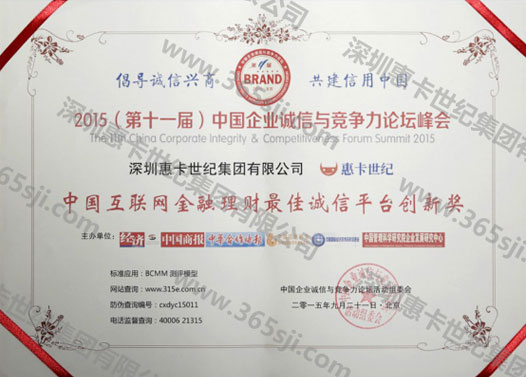 倡导诚信兴商
BRAND
共建信用中国
2015（第十一届）中国企业诚信与竞争力论坛峰会
The 11th China Corporate Integrity & Competitiveness Forum Summit 2015
深圳惠卡世纪集团有限公司 惠卡世纪
中国互联网金融理财最佳诚信平台创新奖
主办单位： 经济 中国商报 中华合作时报 中国管理科学研究院企业发展研究中心
标准应用：BCMM 测评模型
网站查询：www.315e.com.cn
防伪查询编号：cxdyc15011
电话监督查询：40006 21315
中国企业诚信与竞争力论坛活动组委会
二零一五年九月二十一日·北京
www.365sji.com
深圳惠卡世纪集团有限公司